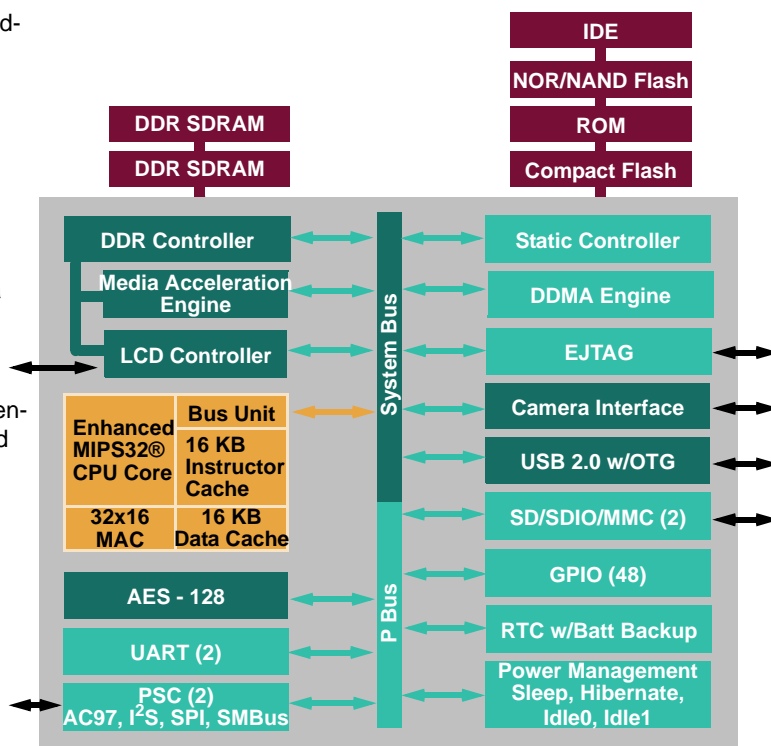 d-
IDE
NOR/NAND Flash
ROM
Compact Flash
DDR SDRAM
DDR SDRAM
DDR Controller
Media Acceleration
Engine
LCD Controller
en-
d
Enhanced
MIPS32®
CPU Core
Bus Unit
16 KB
Instructor
Cache
32x16
MAC
16 KB
Data Cache
AES - 128
UART (2)
PSC (2)
AC97, I2S, SPI, SMBus
System Bus
P Bus
Static Controller
DDMA Engine
EJTAG
Camera Interface
USB 2.0 w/OTG
SD/SDIO/MMC (2)
GPIO (48)
RTC w/Batt Backup
Power Management
Sleep, Hibernate,
Idle0, Idle1